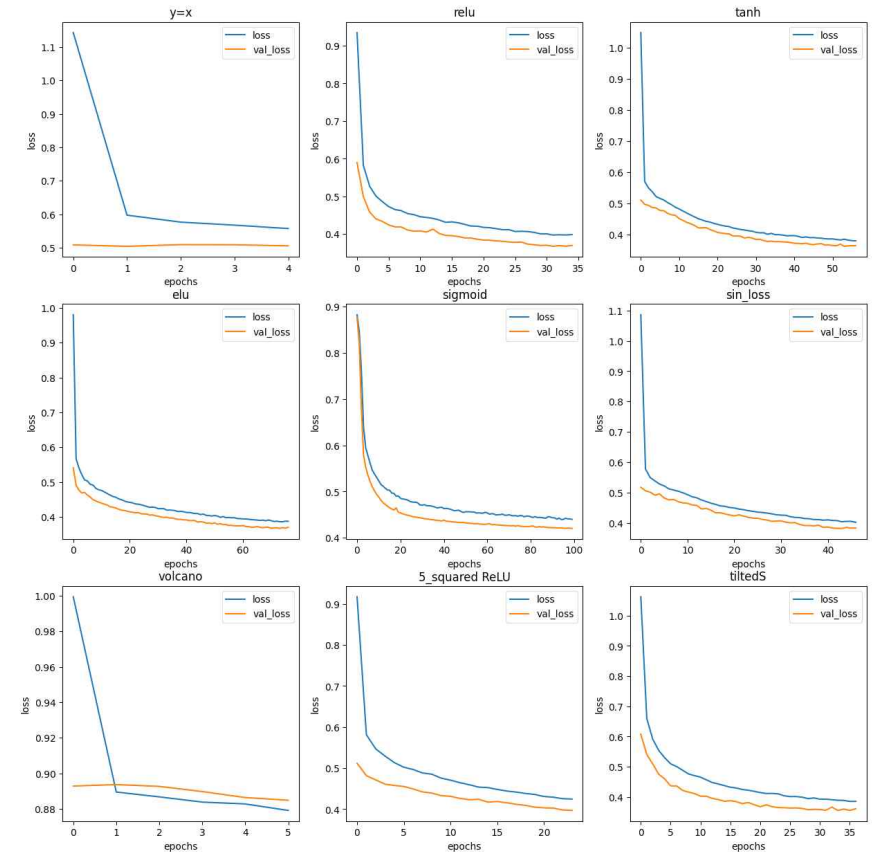 y=x
loss
val_loss
1.1
1.0
0.9
0.8
0.7
0.6
0.5
loss
0
1
2
3
4
epochs
relu
loss
val_loss
0.9
0.8
0.7
0.6
0.5
0.4
loss
0
5
10
15
20
25
30
35
epochs
tanh
loss
val_loss
1.0
0.9
0.8
0.7
0.6
0.5
0.4
loss
0
10
20
30
40
50
epochs
elu
loss
val_loss
1.0
0.9
0.8
0.7
0.6
0.5
0.4
loss
0
20
40
60
epochs
sigmoid
loss
val_loss
0.9
0.8
0.7
0.6
0.5
0.4
loss
0
20
40
60
80
100
epochs
sin_loss
loss
val_loss
1.1
1.0
0.9
0.8
0.7
0.6
0.5
0.4
loss
0
10
20
30
40
epochs
volcano
loss
val_loss
1.00
0.98
0.96
0.94
0.92
0.90
0.88
loss
0
1
2
3
4
5
epochs
5_squared ReLU
loss
val_loss
0.9
0.8
0.7
0.6
0.5
0.4
loss
0
5
10
15
20
epochs
tiltedS
loss
val_loss
1.0
0.9
0.8
0.7
0.6
0.5
0.4
loss
0
5
10
15
20
25
30
35
epochs